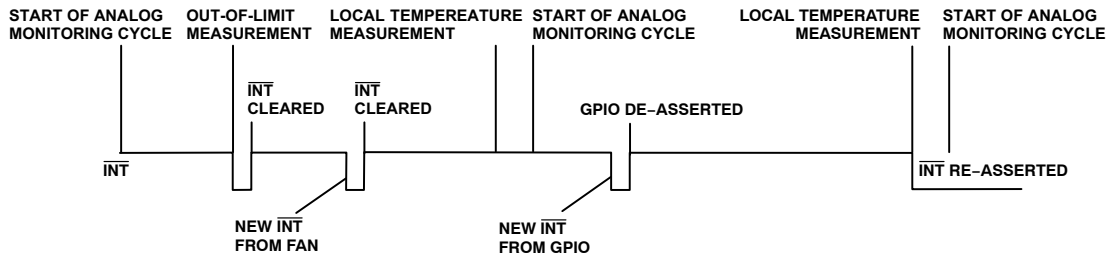 START OF ANALOG
MONITORING CYCLE
OUT-OF-LIMIT
MEASUREMENT
LOCAL TEMPEREATURE
MEASUREMENT
START OF ANALOG
MONITORING CYCLE
LOCAL TEMPERATURE
MEASUREMENT
START OF ANALOG
MONITORING CYCLE
INT
CLEARED
INT
CLEARED
GPIO DE−ASSERTED
INT
INT RE−ASSERTED
NEW INT
FROM FAN
NEW INT
FROM GPIO